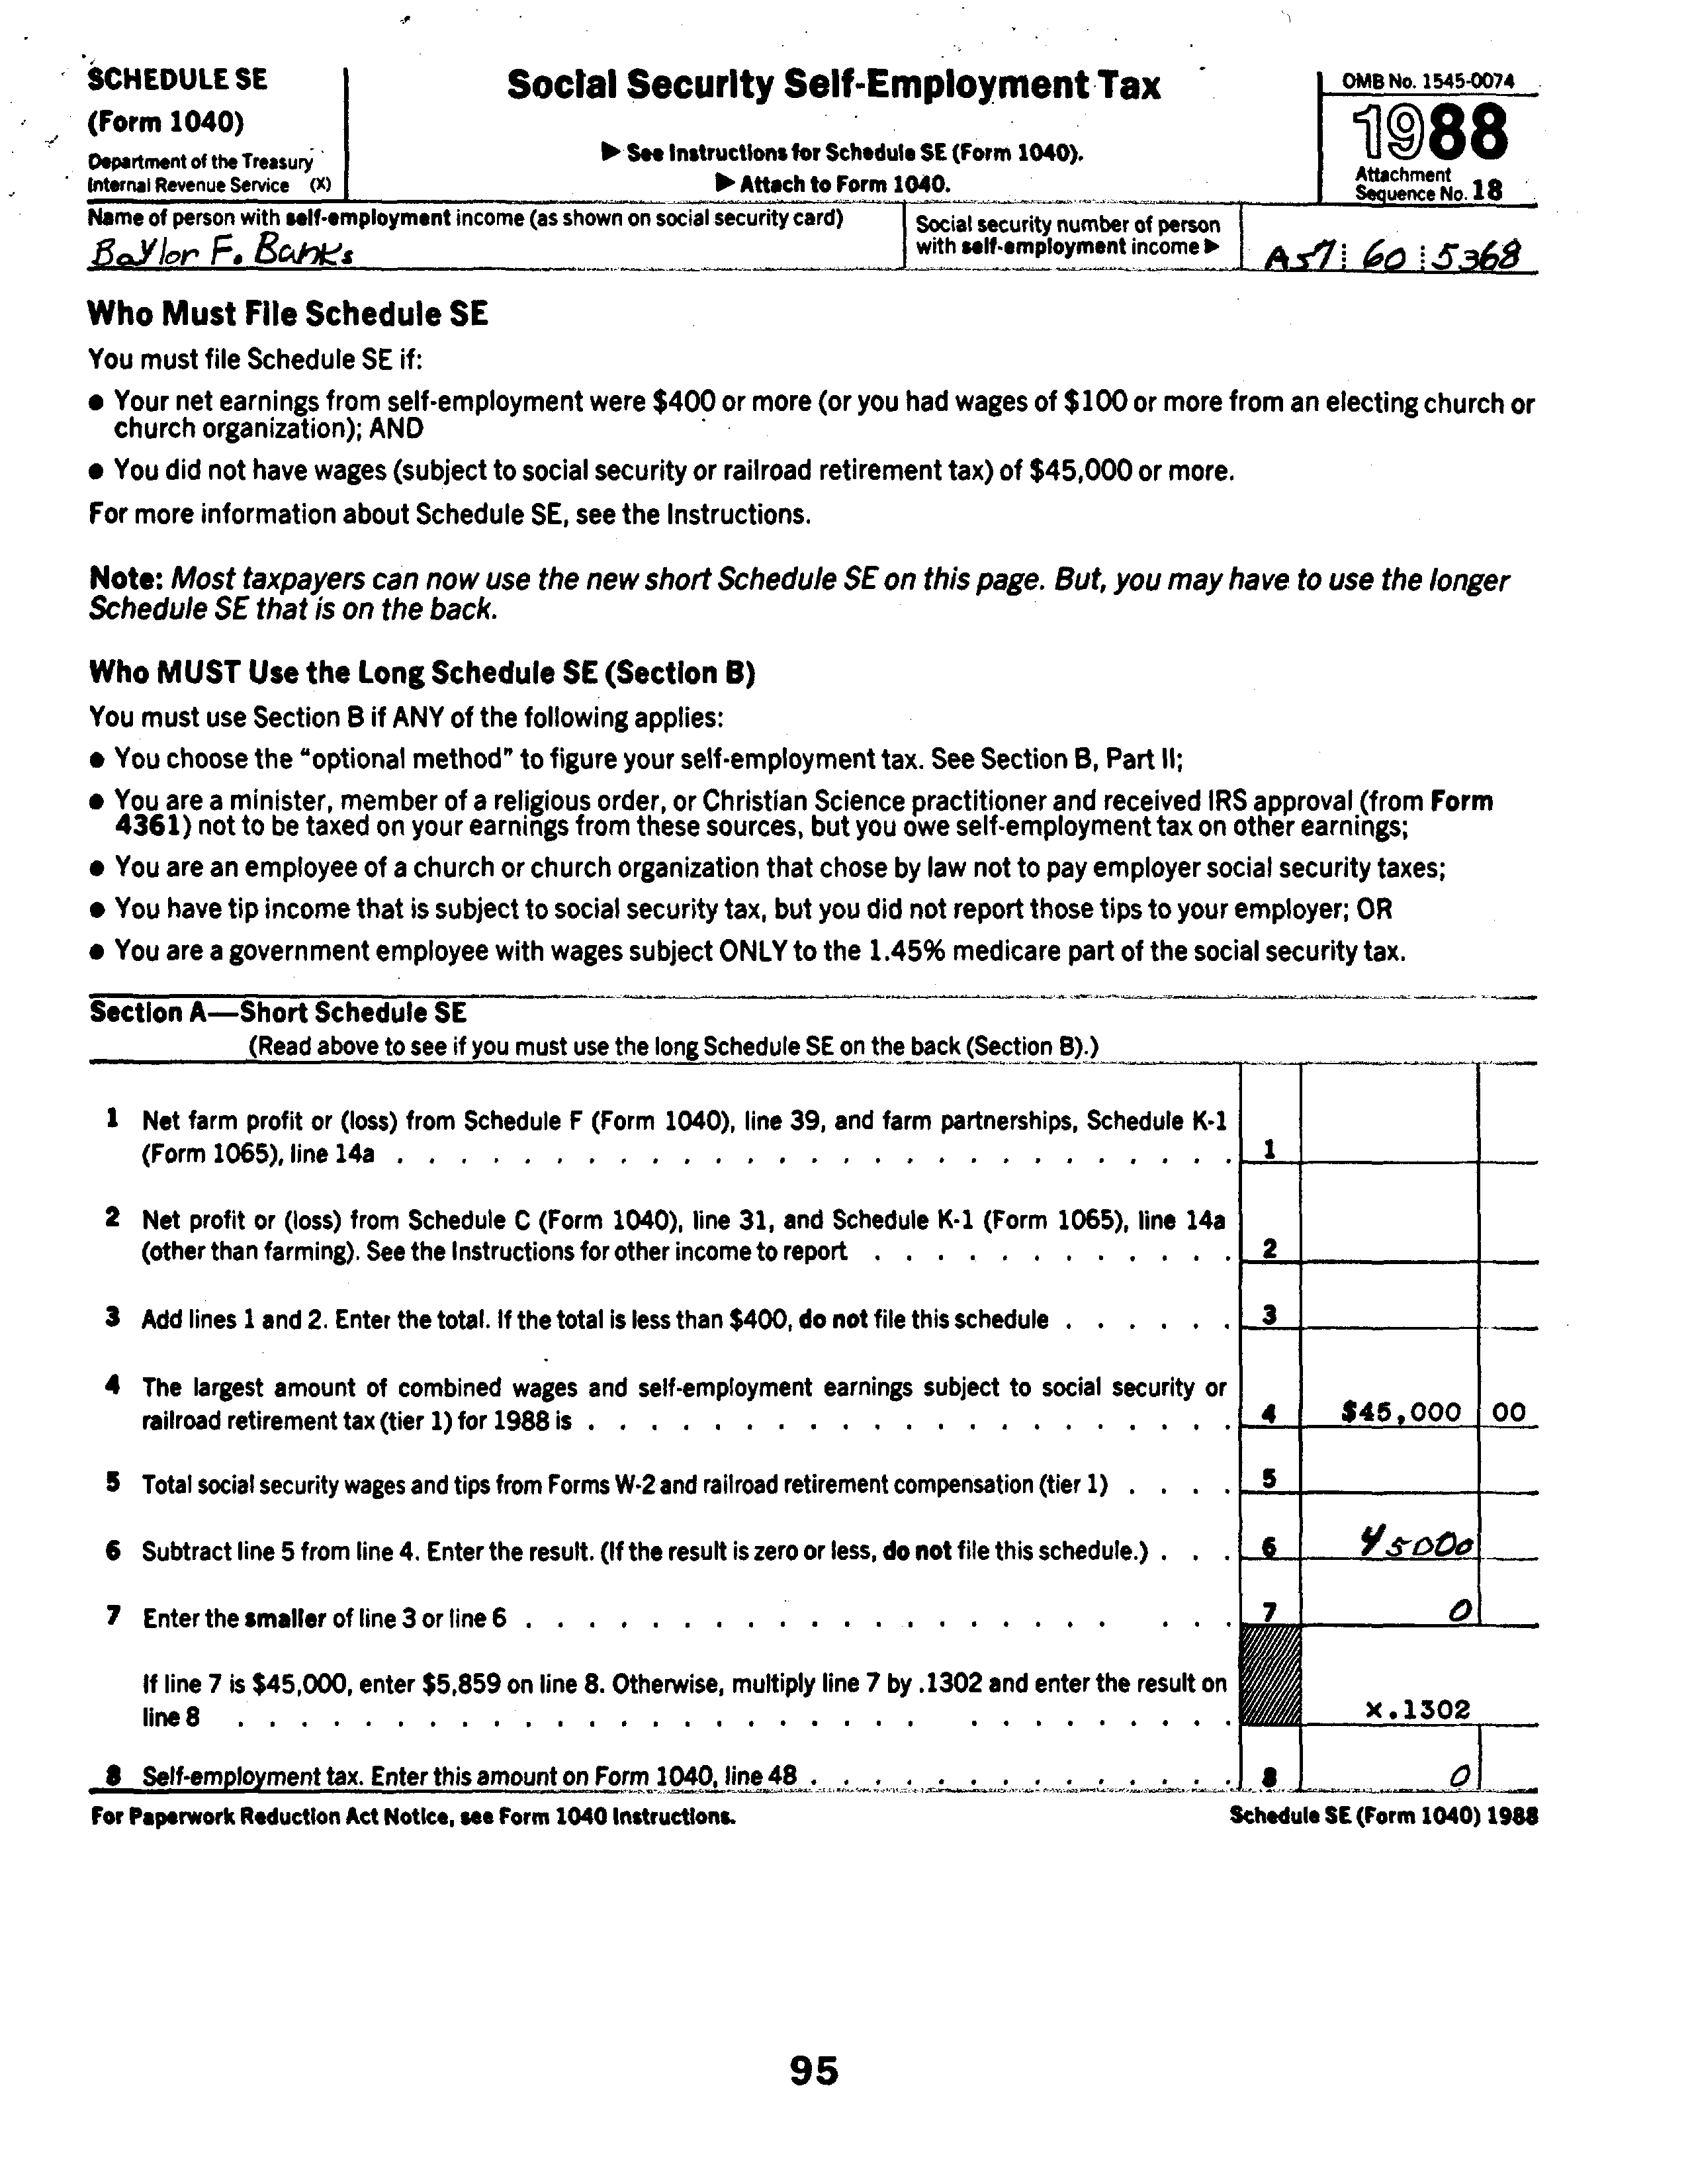 SCHEDULE SE
(Form 1040)
Department of the Treasury
Internal Revenue Service (X)
Social Security Self-Employment Tax
▶ See Instructions for Schedule SE (Form 1040).
▶ Attach to Form 1040.
OMB No. 1545-0074
1988
Attachment
Sequence No. 18
Name of person with self-employment income (as shown on social security card)
Baylor F. Banks
Social security number of person
with self-employment income ▶
A57 60 5368
Who Must File Schedule SE
You must file Schedule SE if:
● Your net earnings from self-employment were $400 or more (or you had wages of $100 or more from an electing church or
church organization); AND
● You did not have wages (subject to social security or railroad retirement tax) of $45,000 or more.
For more information about Schedule SE, see the Instructions.
Note: Most taxpayers can now use the new short Schedule SE on this page. But, you may have to use the longer
Schedule SE that is on the back.
Who MUST Use the Long Schedule SE (Section B)
You must use Section B if ANY of the following applies:
● You choose the “optional method” to figure your self-employment tax. See Section B, Part II;
● You are a minister, member of a religious order, or Christian Science practitioner and received IRS approval (from Form
4361) not to be taxed on your earnings from these sources, but you owe self-employment tax on other earnings;
● You are an employee of a church or church organization that chose by law not to pay employer social security taxes;
● You have tip income that is subject to social security tax, but you did not report those tips to your employer; OR
● You are a government employee with wages subject ONLY to the 1.45% medicare part of the social security tax.
Section A—Short Schedule SE
(Read above to see if you must use the long Schedule SE on the back (Section B).)
1 Net farm profit or (loss) from Schedule F (Form 1040), line 39, and farm partnerships, Schedule K-1
(Form 1065), line 14a . . . . . . . . . . . . . . . . . . . . . . . . . . . 1
2 Net profit or (loss) from Schedule C (Form 1040), line 31, and Schedule K-1 (Form 1065), line 14a
(other than farming). See the Instructions for other income to report . . . . . . . . . . . . 2
3 Add lines 1 and 2. Enter the total. If the total is less than $400, do not file this schedule . . . . . . 3
4 The largest amount of combined wages and self-employment earnings subject to social security or
railroad retirement tax (tier 1) for 1988 is . . . . . . . . . . . . . . . . . . . . . 4 $45,000 00
5 Total social security wages and tips from Forms W-2 and railroad retirement compensation (tier 1) . . . . 5
6 Subtract line 5 from line 4. Enter the result. (If the result is zero or less, do not file this schedule.) . . . 6 45000
7 Enter the smaller of line 3 or line 6 . . . . . . . . . . . . . . . . . . . . . . 7 0
If line 7 is $45,000, enter $5,859 on line 8. Otherwise, multiply line 7 by .1302 and enter the result on
line 8 . . . . . . . . . . . . . . . . . . . . . . . . . . . . . x.1302
8 Self-employment tax. Enter this amount on Form 1040, line 48 . . . . . . . . . . . . . . 8 0
For Paperwork Reduction Act Notice, see Form 1040 Instructions.
Schedule SE (Form 1040) 1988
95